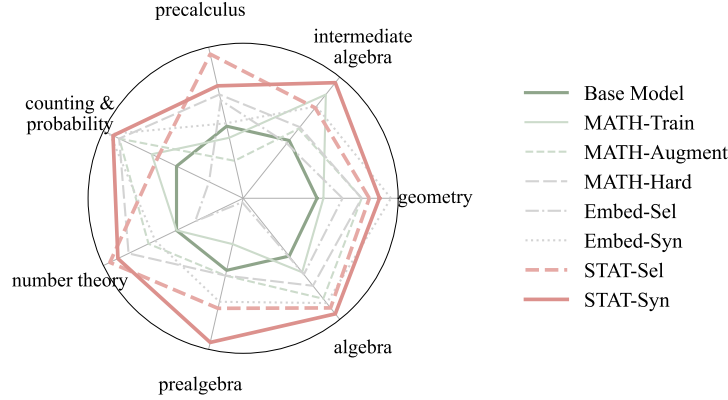 precalculus
intermediate
algebra
counting &
probability
geometry
number theory
algebra
prealgebra
Base Model
MATH-Train
MATH-Augment
MATH-Hard
Embed-Sel
Embed-Syn
STAT-Sel
STAT-Syn